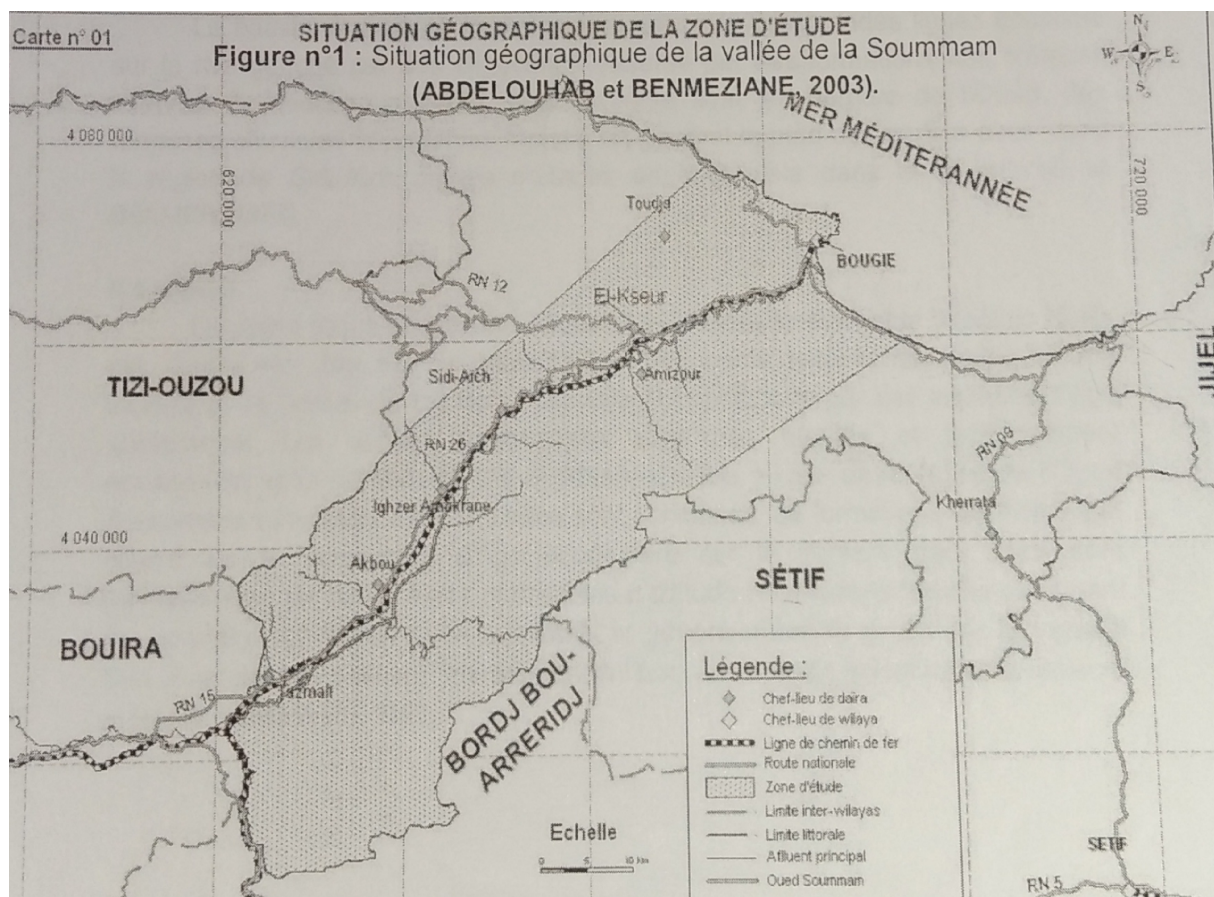 Carte n° 01
SITUATION GÉOGRAPHIQUE DE LA ZONE D'ÉTUDE
Figure n°1 : Situation géographique de la vallée de la Soummam
(ABDELOUHAB et BENMEZIANE, 2003).
N
W E
S
MER MÉDITERANNÉE
4 080 000
620 000
720 000
Toudja
BOUGIE
RN 12
El-Kseur
JIJEL
TIZI-OUZOU
Sidi-Aich
Amizour
RN 26
RN 09
Ighzer Amokrane
Kherrata
4 040 000
Akbou
SÉTIF
BOUIRA
Tazmalt
RN 15
BORDJ BOU-
ARRERIDJ
Légende :
Chef-lieu de daira
Chef-lieu de wilaya
Ligne de chemin de fer
Route nationale
Zone d'étude
Limite inter-wilayas
Limite littorale
Affluent principal
Oued Soummam
Echelle
0 5 10 km
SETIF
RN 5